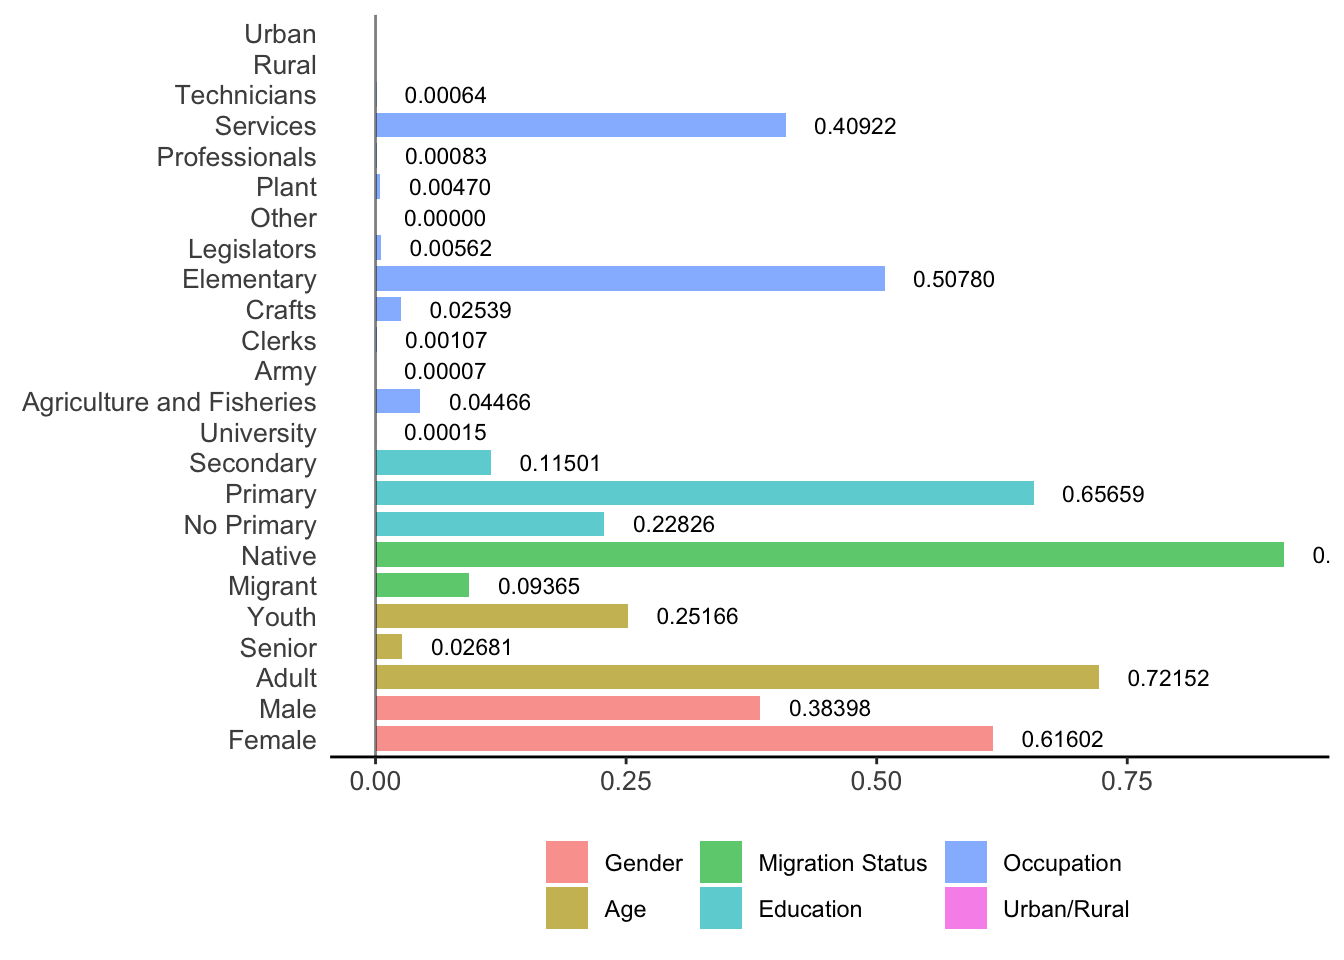 Urban
Rural
Technicians 0.00064
Services 0.40922
Professionals 0.00083
Plant 0.00470
Other 0.00000
Legislators 0.00562
Elementary 0.50780
Crafts 0.02539
Clerks 0.00107
Army 0.00007
Agriculture and Fisheries 0.04466
University 0.00015
Secondary 0.11501
Primary 0.65659
No Primary 0.22826
Native 0.
Migrant 0.09365
Youth 0.25166
Senior 0.02681
Adult 0.72152
Male 0.38398
Female 0.61602
0.00 0.25 0.50 0.75
Gender Migration Status Occupation
Age Education Urban/Rural